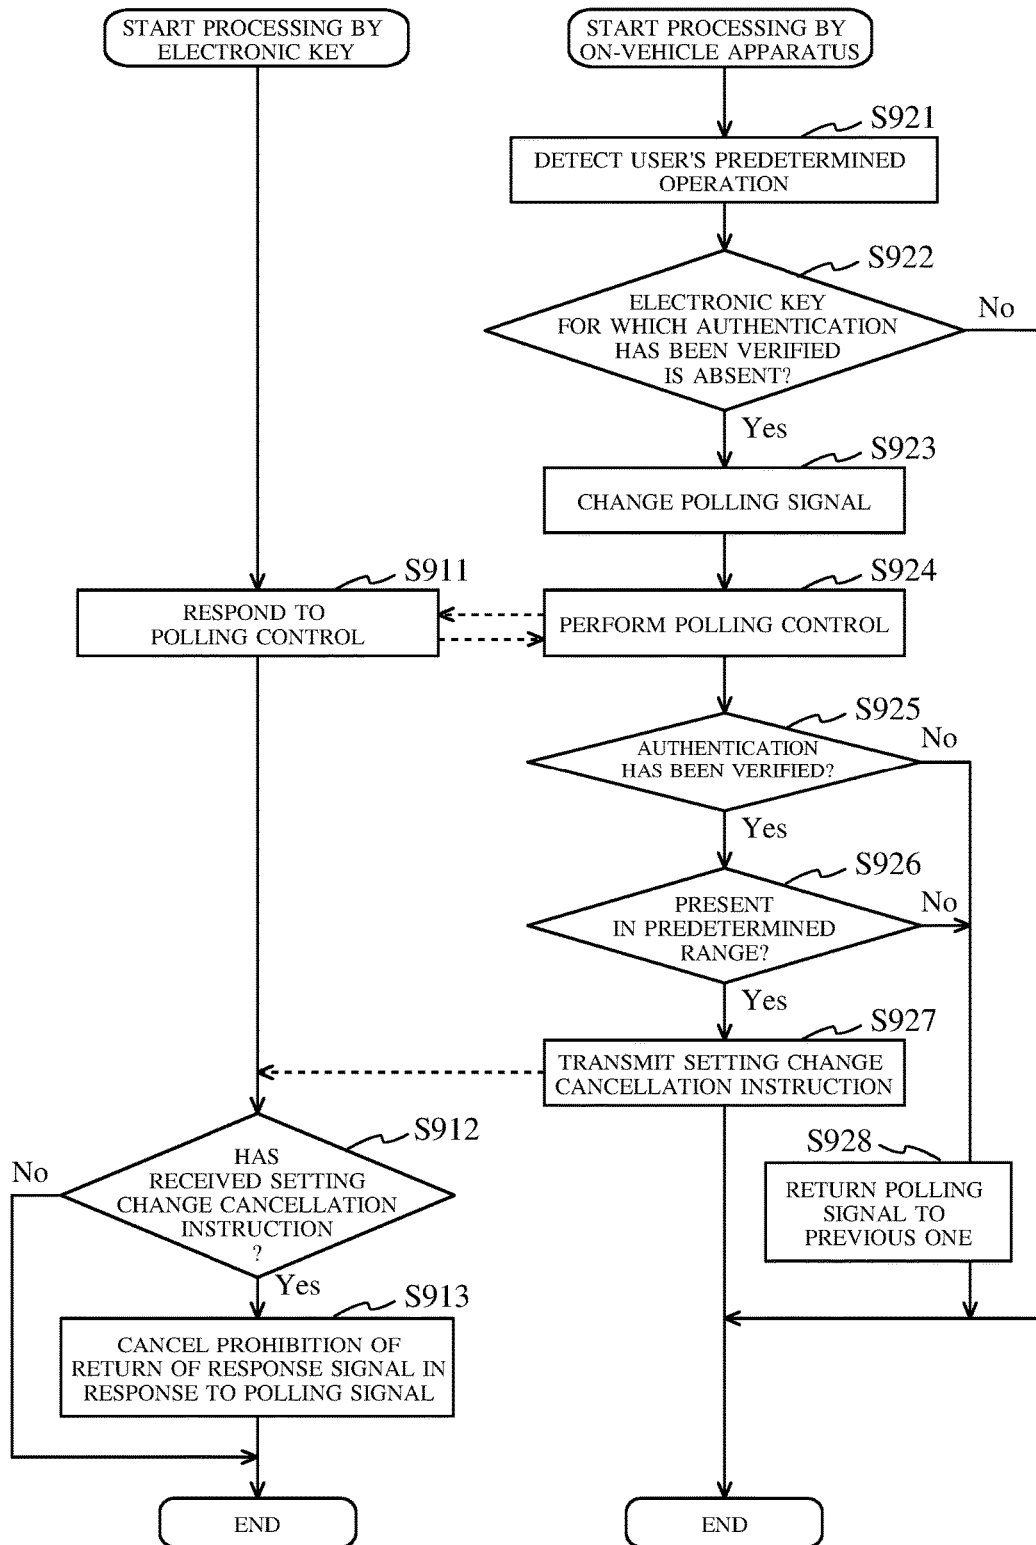 START PROCESSING BY
ELECTRONIC KEY
START PROCESSING BY
ON-VEHICLE APPARATUS
S921
DETECT USER'S PREDETERMINED
OPERATION
S922
ELECTRONIC KEY
FOR WHICH AUTHENTICATION
HAS BEEN VERIFIED
IS ABSENT?
No
Yes
S923
CHANGE POLLING SIGNAL
S911
RESPOND TO
POLLING CONTROL
S924
PERFORM POLLING CONTROL
S925
AUTHENTICATION
HAS BEEN VERIFIED?
No
Yes
S926
PRESENT
IN PREDETERMINED
RANGE?
No
Yes
S927
TRANSMIT SETTING CHANGE
CANCELLATION INSTRUCTION
S912
HAS
RECEIVED SETTING
CHANGE CANCELLATION
INSTRUCTION
?
No
Yes
S928
RETURN POLLING
SIGNAL TO
PREVIOUS ONE
S913
CANCEL PROHIBITION OF
RETURN OF RESPONSE SIGNAL IN
RESPONSE TO POLLING SIGNAL
END
END